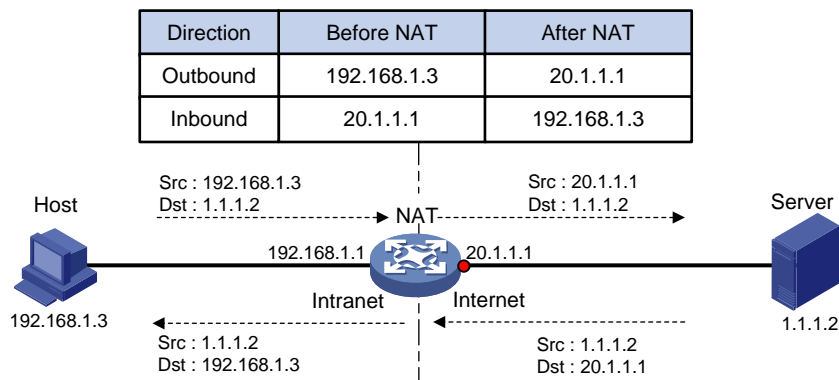 Direction Before NAT After NAT
Outbound 192.168.1.3 20.1.1.1
Inbound 20.1.1.1 192.168.1.3
Src : 192.168.1.3
Dst : 1.1.1.2
Src : 20.1.1.1
Dst : 1.1.1.2
Host
NAT
Server
192.168.1.1
20.1.1.1
Intranet
Internet
192.168.1.3
1.1.1.2
Src : 1.1.1.2
Dst : 192.168.1.3
Src : 1.1.1.2
Dst : 20.1.1.1